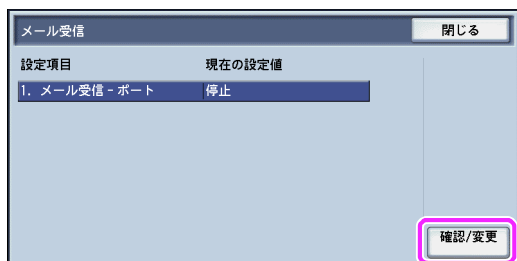 メール受信
閉じる
設定項目 現在の設定値
1. メール受信 - ポート 停止
確認/変更